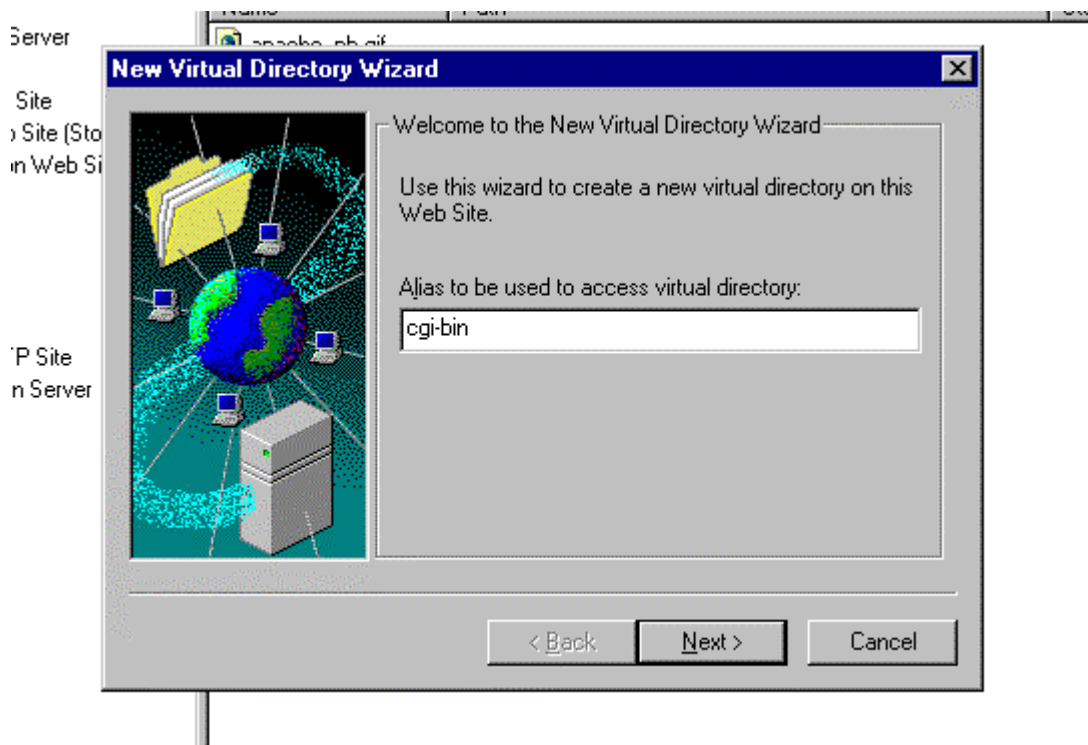 Server
apache_pb.gif
New Virtual Directory Wizard
Site
Site (Sto
Web Si
Welcome to the New Virtual Directory Wizard
Use this wizard to create a new virtual directory on this
Web Site.
Alias to be used to access virtual directory:
cgi-bin
Site
Server
< Back
Next >
Cancel